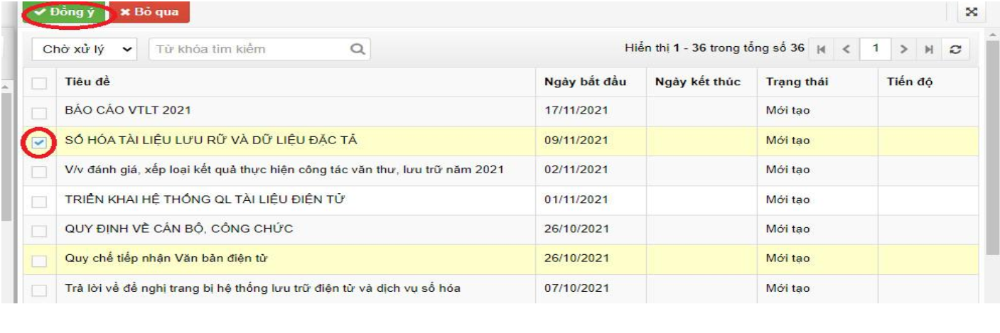 Đồng ý Bỏ qua
Chờ xử lý Từ khóa tìm kiếm Hiển thị 1 - 36 trong tổng số 36 1
Tiêu đề Ngày bắt đầu Ngày kết thúc Trạng thái Tiến độ
BÁO CÁO VTLT 2021 17/11/2021 Mới tạo
SỐ HÓA TÀI LIỆU LƯU RỮ VÀ DỮ LIỆU ĐẶC TẢ 09/11/2021 Mới tạo
V/v đánh giá, xếp loại kết quả thực hiện công tác văn thư, lưu trữ năm 2021 02/11/2021 Mới tạo
TRIỂN KHAI HỆ THỐNG QL TÀI LIỆU ĐIỆN TỬ 01/11/2021 Mới tạo
QUY ĐỊNH VỀ CÁN BỘ, CÔNG CHỨC 26/10/2021 Mới tạo
Quy chế tiếp nhận Văn bản điện tử 26/10/2021 Mới tạo
Trả lời về đề nghị trang bị hệ thống lưu trữ điện tử và dịch vụ số hóa 07/10/2021 Mới tạo